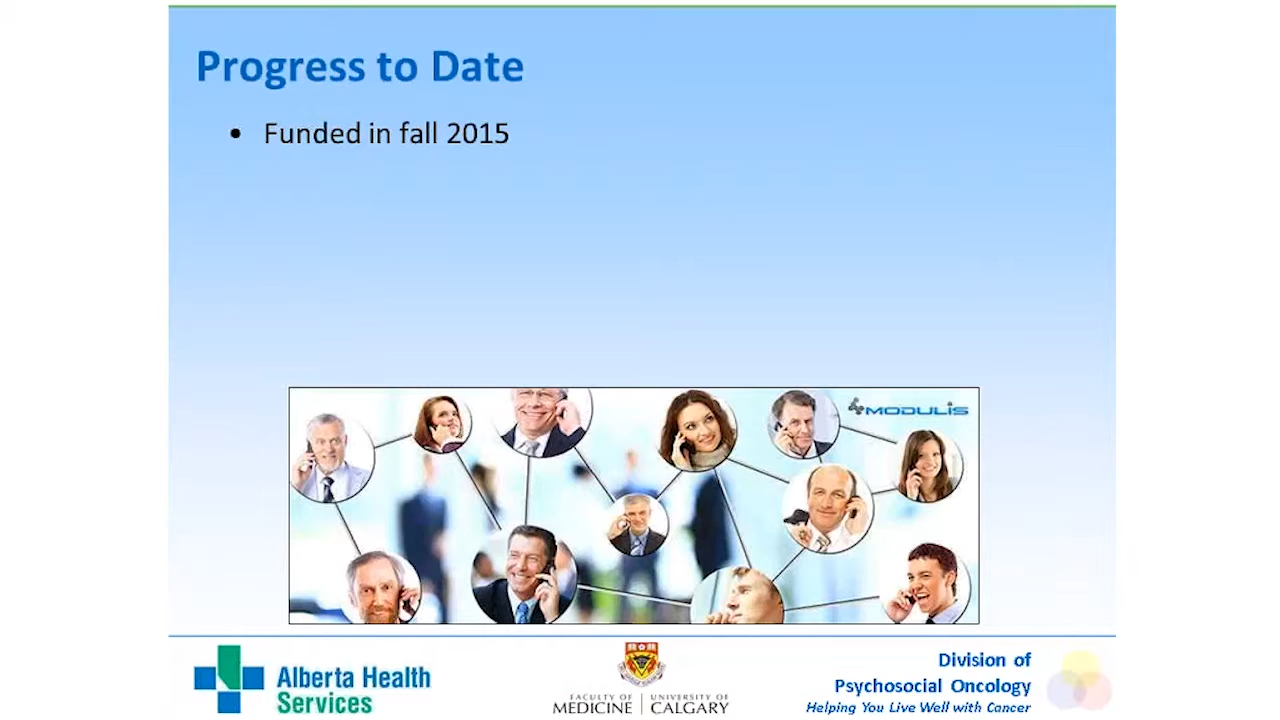 Progress to Date
• Funded in fall 2015
MODULIS
Alberta Health
Services
FACULTY OF
MEDICINE
UNIVERSITY OF
CALGARY
Division of
Psychosocial Oncology
Helping You Live Well with Cancer